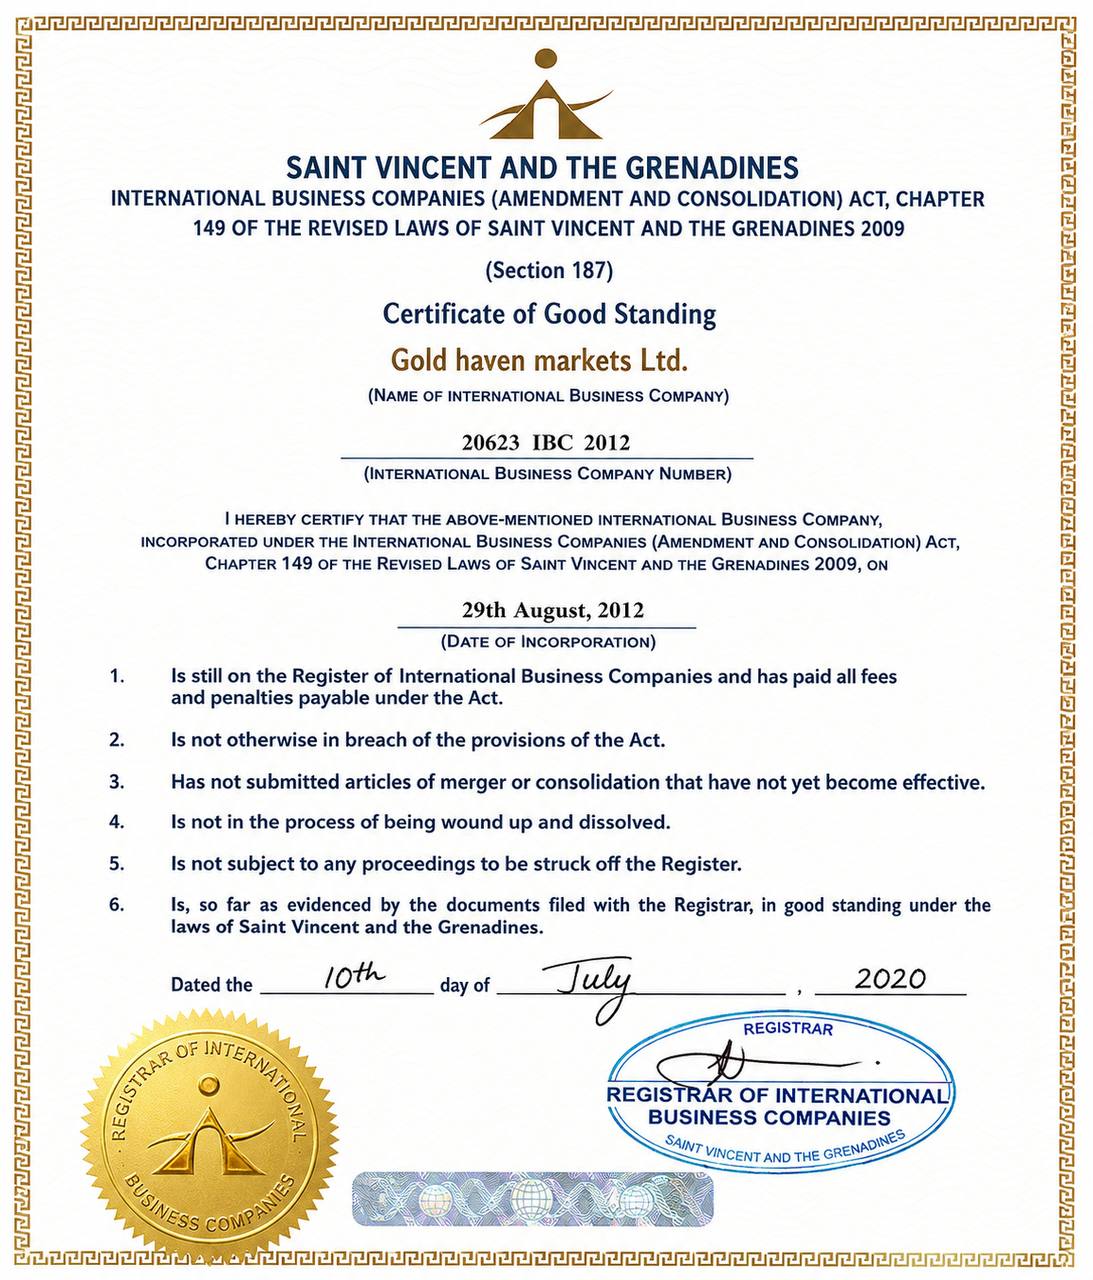 SAINT VINCENT AND THE GRENADINES
INTERNATIONAL BUSINESS COMPANIES (AMENDMENT AND CONSOLIDATION) ACT, CHAPTER
149 OF THE REVISED LAWS OF SAINT VINCENT AND THE GRENADINES 2009
(Section 187)
Certificate of Good Standing
Gold haven markets Ltd.
(NAME OF INTERNATIONAL BUSINESS COMPANY)
20623 IBC 2012
(INTERNATIONAL BUSINESS COMPANY NUMBER)
I HEREBY CERTIFY THAT THE ABOVE-MENTIONED INTERNATIONAL BUSINESS COMPANY,
INCORPORATED UNDER THE INTERNATIONAL BUSINESS COMPANIES (AMENDMENT AND CONSOLIDATION) ACT,
CHAPTER 149 OF THE REVISED LAWS OF SAINT VINCENT AND THE GRENADINES 2009, ON
29th August, 2012
(DATE OF INCORPORATION)
1. Is still on the Register of International Business Companies and has paid all fees
and penalties payable under the Act.
2. Is not otherwise in breach of the provisions of the Act.
3. Has not submitted articles of merger or consolidation that have not yet become effective.
4. Is not in the process of being wound up and dissolved.
5. Is not subject to any proceedings to be struck off the Register.
6. Is, so far as evidenced by the documents filed with the Registrar, in good standing under the
laws of Saint Vincent and the Grenadines.
Dated the 10th day of July, 2020
REGISTRAR OF INTERNATIONAL
BUSINESS COMPANIES
REGISTRAR
REGISTRAR OF INTERNATIONAL
BUSINESS COMPANIES
SAINT VINCENT AND THE GRENADINES